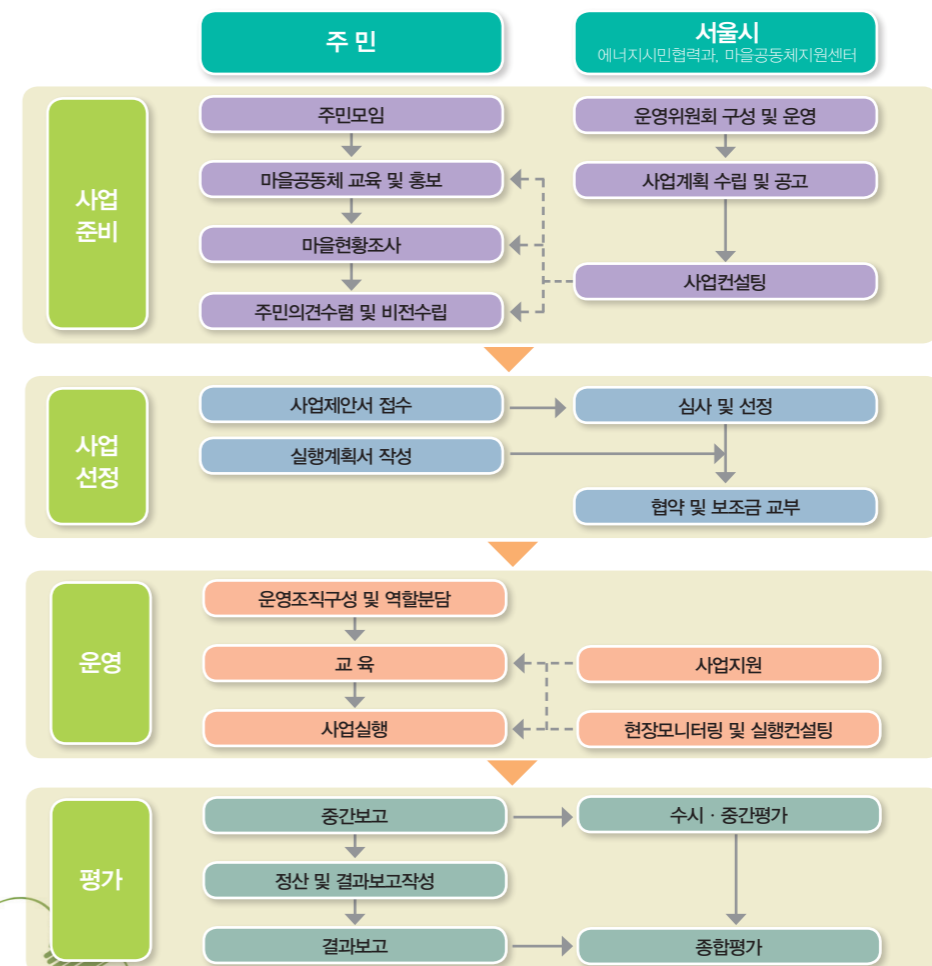 주 민
서울시
에너지시민협력과, 마을공동체지원센터
사업
준비
주민모임
마을공동체 교육 및 홍보
마을현황조사
주민의견수렴 및 비전수립
운영위원회 구성 및 운영
사업계획 수립 및 공고
사업컨설팅
사업
선정
사업제안서 접수
실행계획서 작성
심사 및 선정
협약 및 보조금 교부
운영
운영조직구성 및 역할분담
교 육
사업실행
사업지원
현장모니터링 및 실행컨설팅
평가
중간보고
정산 및 결과보고작성
결과보고
수시 · 중간평가
종합평가